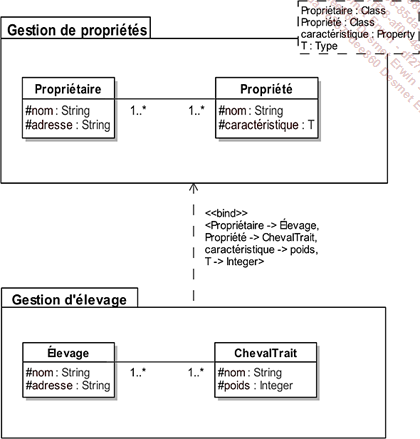 Propriétaire : Class
Propriété : Class
caractéristique : Property
T : Type
Gestion de propriétés
Propriétaire
#nom : String
#adresse : String
1..*
1..*
Propriété
#nom : String
#caractéristique : T
<<bind>>
<Propriétaire -> Élevage,
Propriété -> ChevalTrait,
caractéristique -> poids,
T -> Integer>
Gestion d'élevage
Élevage
#nom : String
#adresse : String
1..*
1..*
ChevalTrait
#nom : String
#poids : Integer